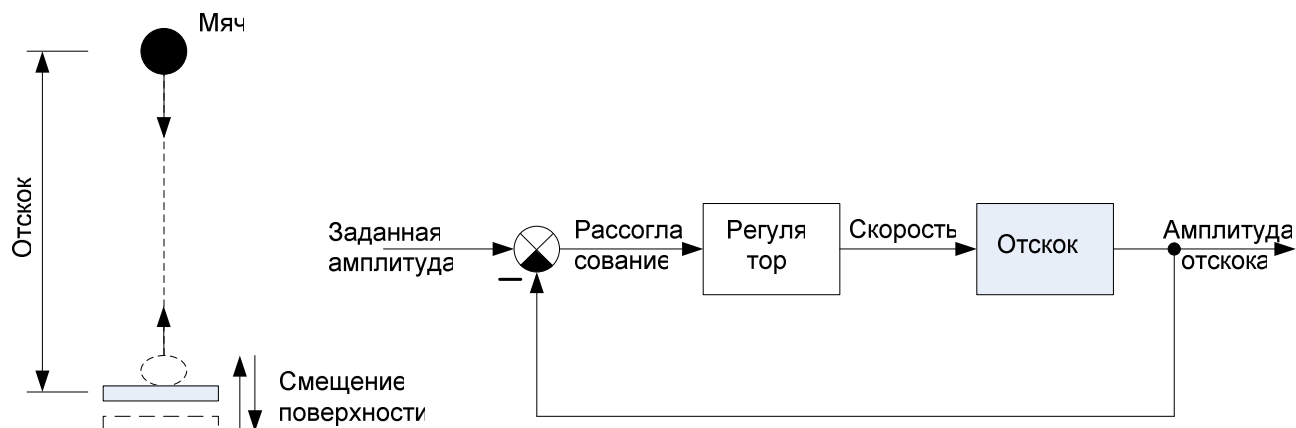 Мяч
Отскок
Смещение
поверхности
Заданная
амплитуда
Рассогла
сование
Регуля
тор
Скорость
Отскок
Амплитуда
отскока